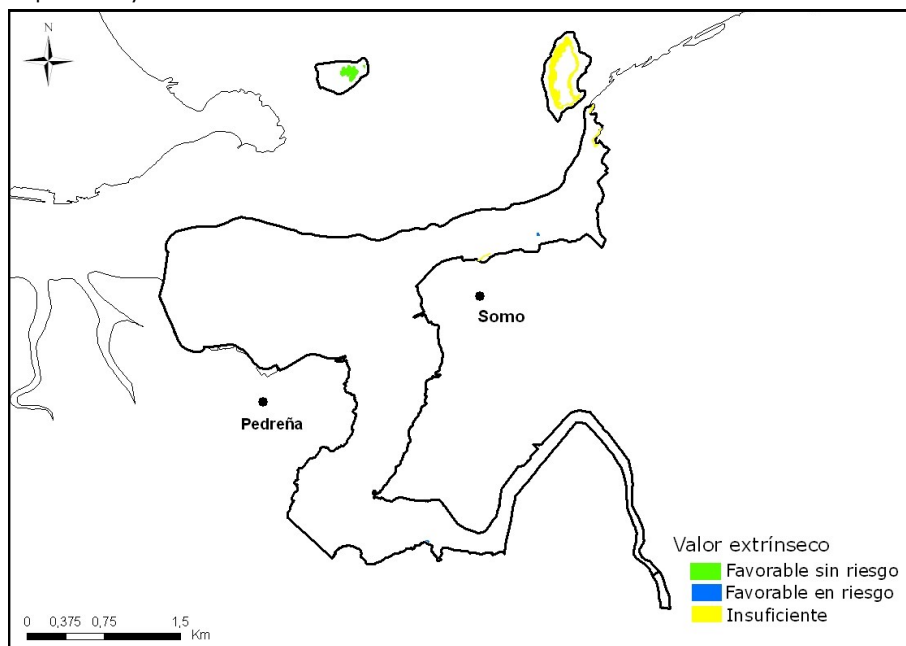 N
Somo
Pedreña
Valor extrínseco
Favorable sin riesgo
Favorable en riesgo
Insuficiente
0 0,375 0,75 1,5
Km